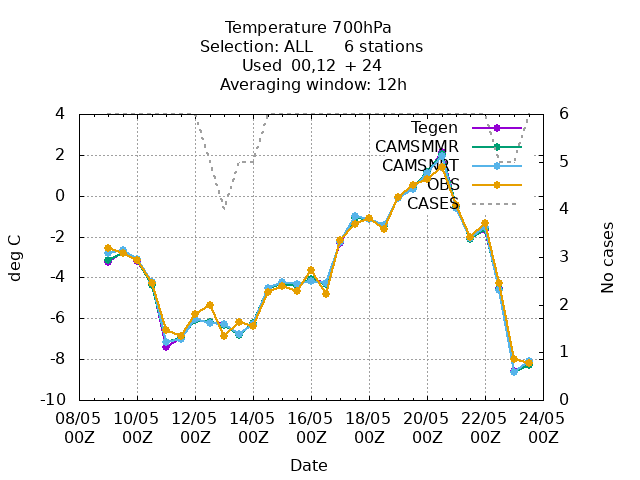 Temperature 700hPa
Selection: ALL 6 stations
Used 00,12 + 24
Averaging window: 12h
4
2
0
-2
-4
-6
-8
-10
deg C
6
5
4
3
2
1
0
No cases
Tegen
CAMSMMR
CAMSNRT
OBS
CASES
08/05 10/05 12/05 14/05 16/05 18/05 20/05 22/05 24/05
00Z 00Z 00Z 00Z 00Z 00Z 00Z 00Z 00Z
Date